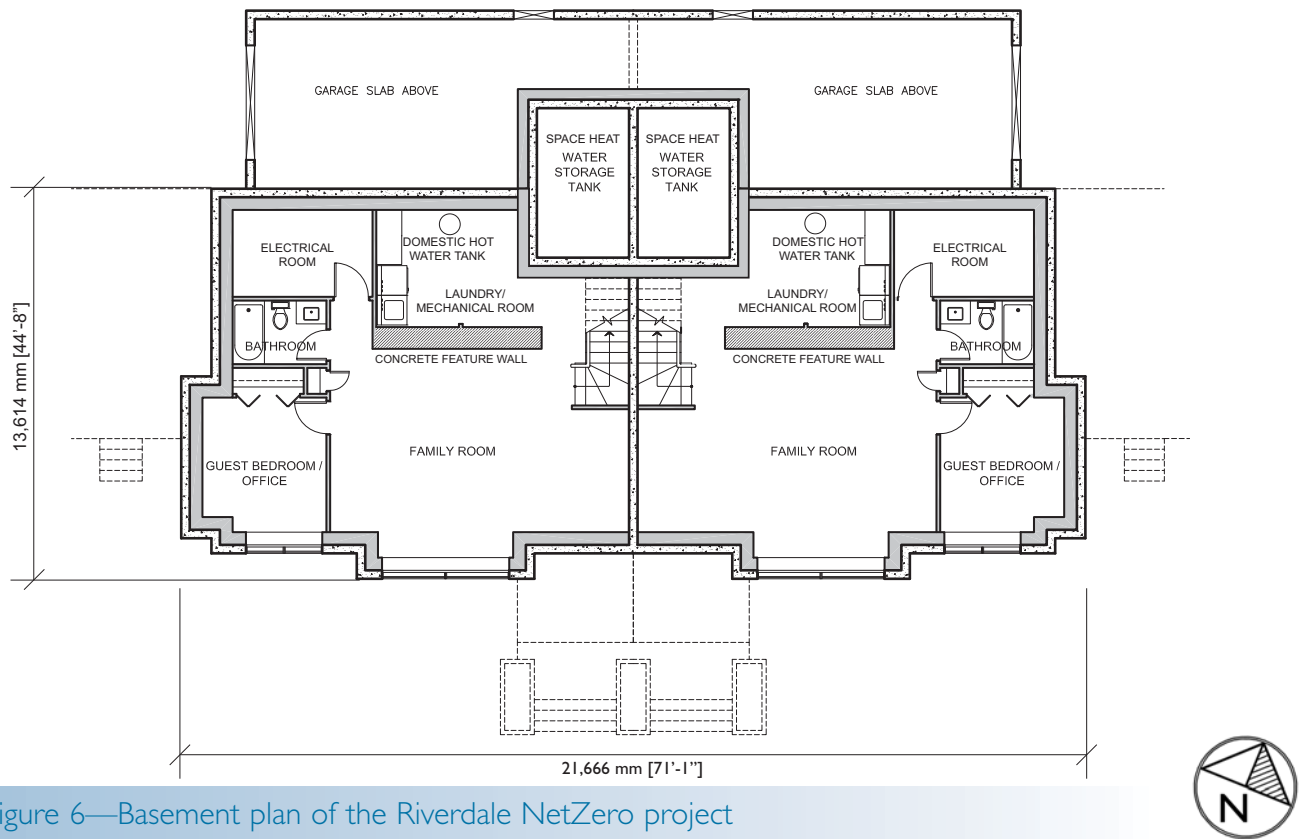 GARAGE SLAB ABOVE
GARAGE SLAB ABOVE
SPACE HEAT
WATER
STORAGE
TANK
SPACE HEAT
WATER
STORAGE
TANK
ELECTRICAL
ROOM
DOMESTIC HOT
WATER TANK
DOMESTIC HOT
WATER TANK
ELECTRICAL
ROOM
LAUNDRY/
MECHANICAL ROOM
LAUNDRY/
MECHANICAL ROOM
BATHROOM
CONCRETE FEATURE WALL
CONCRETE FEATURE WALL
BATHROOM
13,614 mm [44'-8"]
GUEST BEDROOM /
OFFICE
FAMILY ROOM
FAMILY ROOM
GUEST BEDROOM /
OFFICE
21,666 mm [71'-1"]
N
igure 6—Basement plan of the Riverdale NetZero project